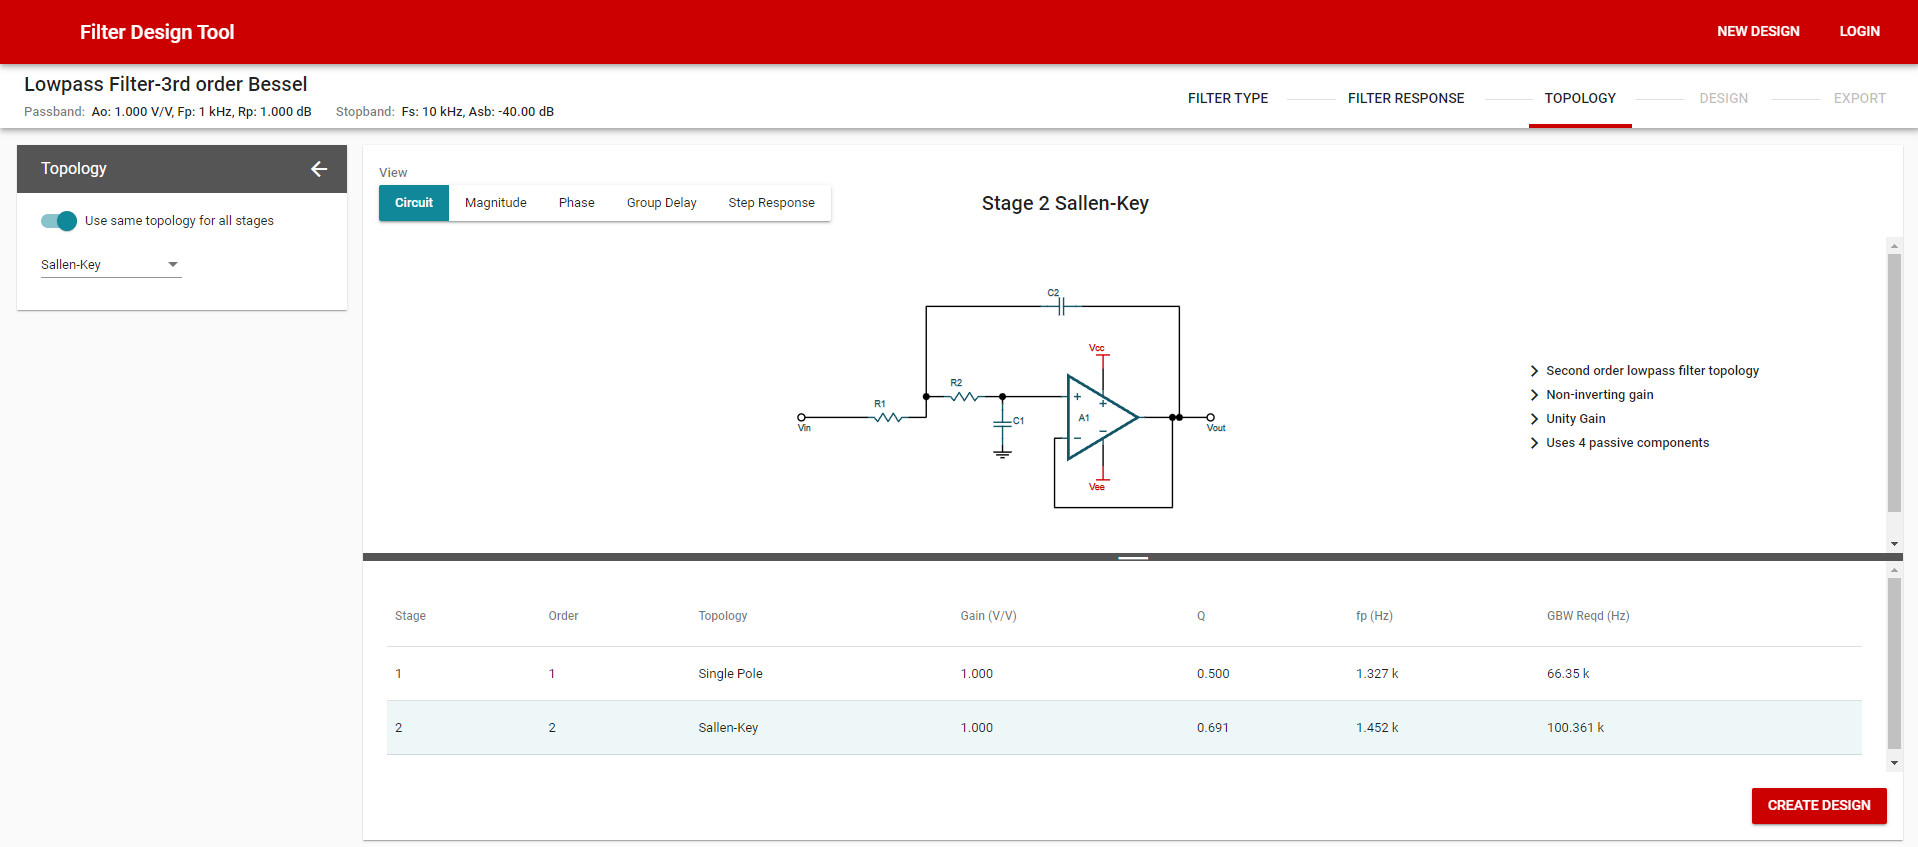 Filter Design Tool
NEW DESIGN
LOGIN
Lowpass Filter-3rd order Bessel
Passband: Ao: 1.000 V/V, Fp: 1 kHz, Rp: 1.000 dB Stopband: Fs: 10 kHz, Asb: -40.00 dB
FILTER TYPE
FILTER RESPONSE
TOPOLOGY
DESIGN
EXPORT
Topology
Use same topology for all stages
Sallen-Key
View
Circuit
Magnitude
Phase
Group Delay
Step Response
Stage 2 Sallen-Key
C2
Vcc
R2
R1
+
+
C1
A1
Vin
Vout
−
−
Vee
Second order lowpass filter topology
Non-inverting gain
Unity Gain
Uses 4 passive components
Stage Order Topology Gain (V/V) Q fp (Hz) GBW Reqd (Hz)
1 1 Single Pole 1.000 0.500 1.327 k 66.35 k
2 2 Sallen-Key 1.000 0.691 1.452 k 100.361 k
CREATE DESIGN